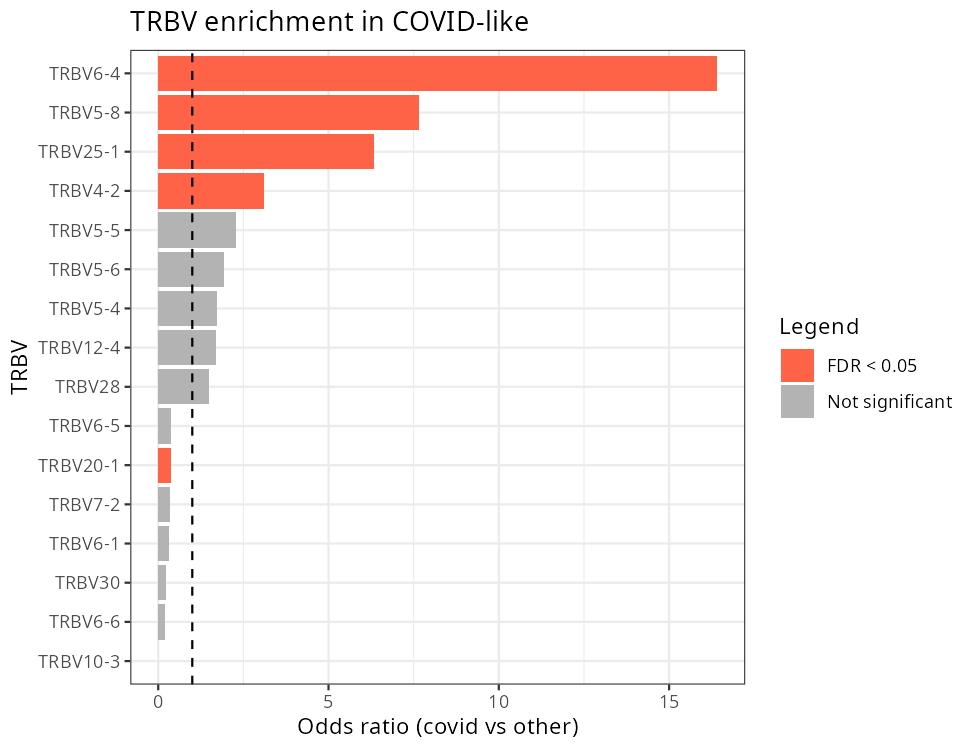 TRBV enrichment in COVID-like
TRBV
TRBV6-4
TRBV5-8
TRBV25-1
TRBV4-2
TRBV5-5
TRBV5-6
TRBV5-4
TRBV12-4
TRBV28
TRBV6-5
TRBV20-1
TRBV7-2
TRBV6-1
TRBV30
TRBV6-6
TRBV10-3
0 5 10 15
Odds ratio (covid vs other)
Legend
FDR < 0.05
Not significant